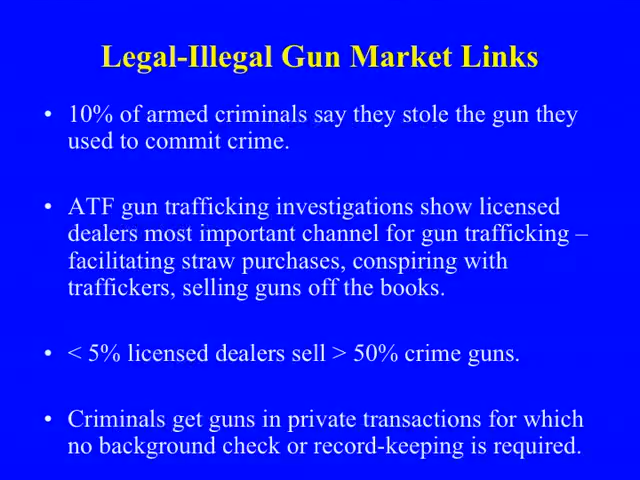 Legal-Illegal Gun Market Links
• 10% of armed criminals say they stole the gun they
used to commit crime.
• ATF gun trafficking investigations show licensed
dealers most important channel for gun trafficking –
facilitating straw purchases, conspiring with
traffickers, selling guns off the books.
• < 5% licensed dealers sell > 50% crime guns.
• Criminals get guns in private transactions for which
no background check or record-keeping is required.